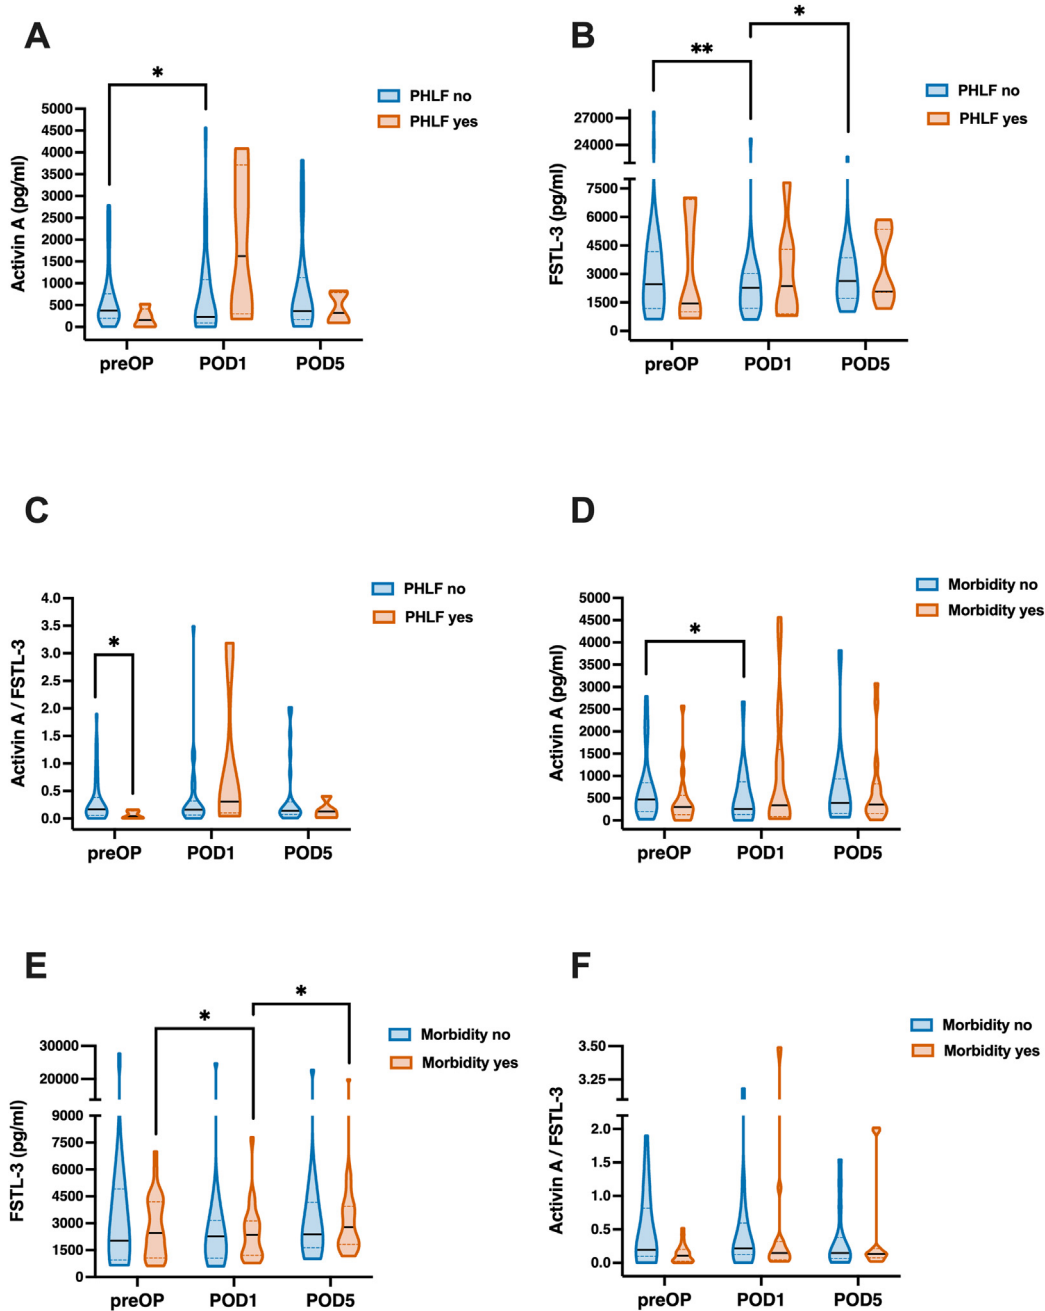 A
*
PHLF no
PHLF yes
Activin A (pg/ml)
5000
4500
4000
3500
3000
2500
2000
1500
1000
500
0
preOP POD1 POD5
B
**
*
PHLF no
PHLF yes
FSTL-3 (pg/ml)
27000
24000
7500
6000
4500
3000
1500
0
preOP POD1 POD5
C
*
PHLF no
PHLF yes
Activin A / FSTL-3
4.0
3.5
3.0
2.5
2.0
1.5
1.0
0.5
0.0
preOP POD1 POD5
D
*
Morbidity no
Morbidity yes
Activin A (pg/ml)
5000
4500
4000
3500
3000
2500
2000
1500
1000
500
0
preOP POD1 POD5
E
*
*
Morbidity no
Morbidity yes
FSTL-3 (pg/ml)
30000
20000
9000
7500
6000
4500
3000
1500
0
preOP POD1 POD5
F
Morbidity no
Morbidity yes
Activin A / FSTL-3
3.50
3.25
2.0
1.5
1.0
0.5
0.0
preOP POD1 POD5